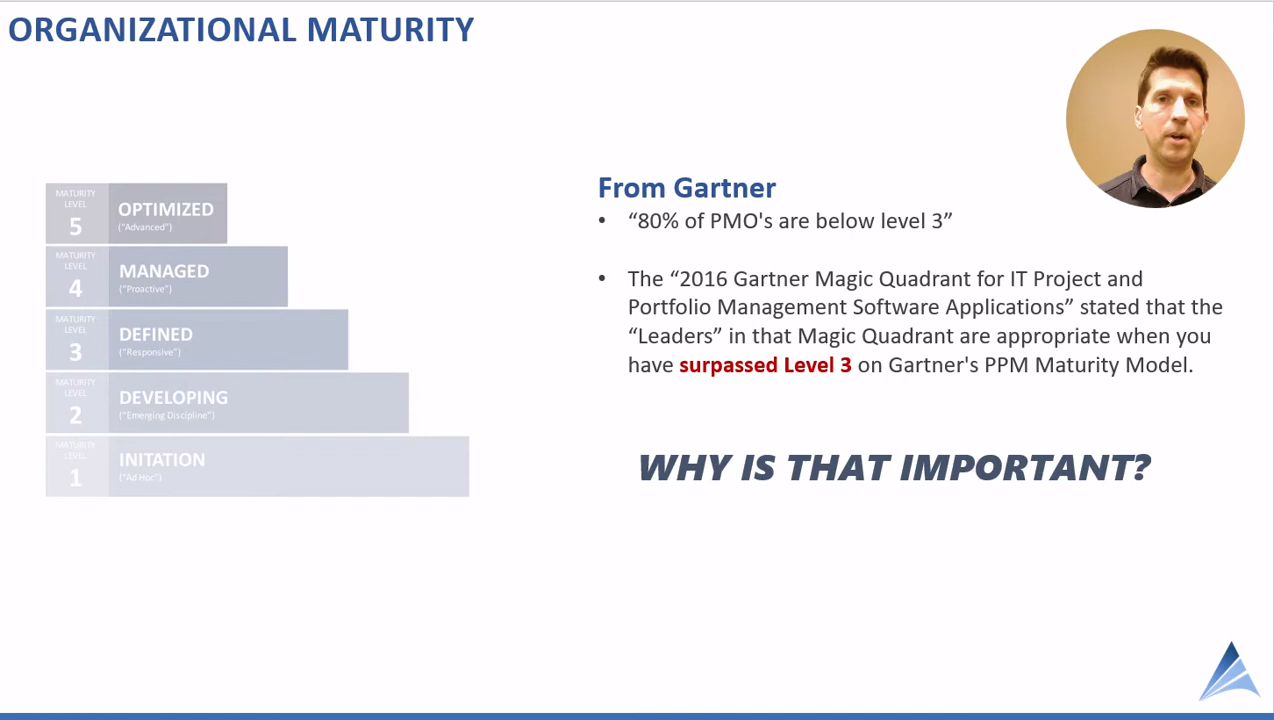 ORGANIZATIONAL MATURITY
MATURITY
LEVEL
5
OPTIMIZED
("Advanced")
MATURITY
LEVEL
4
MANAGED
("Proactive")
MATURITY
LEVEL
3
DEFINED
("Responsive")
MATURITY
LEVEL
2
DEVELOPING
("Emerging Discipline")
MATURITY
LEVEL
1
INITATION
("Ad Hoc")
From Gartner
• “80% of PMO's are below level 3”
• The “2016 Gartner Magic Quadrant for IT Project and
Portfolio Management Software Applications” stated that the
“Leaders” in that Magic Quadrant are appropriate when you
have surpassed Level 3 on Gartner's PPM Maturity Model.
WHY IS THAT IMPORTANT?